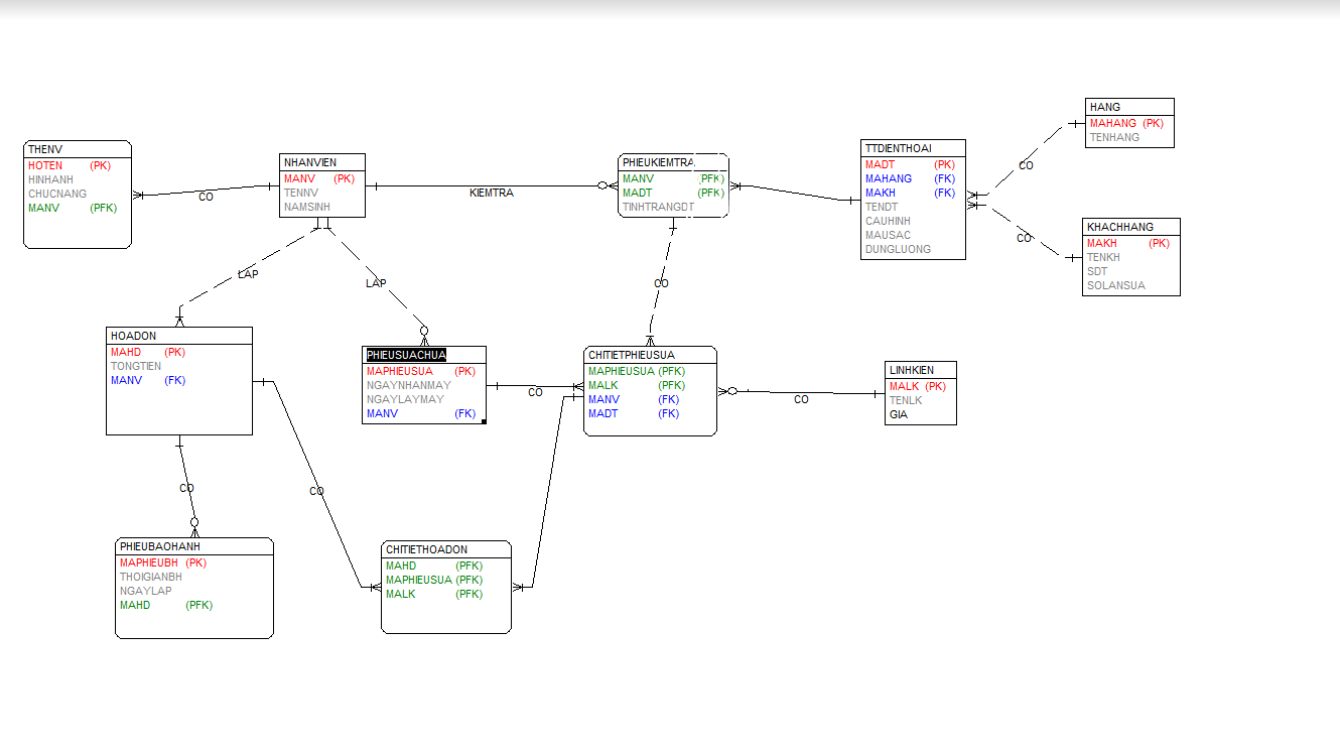 HANG
MAHANG (PK)
TENHANG
THENV
HOTEN (PK)
HINHANH
CHUCNANG
MANV (PFK)
CO
NHANVIEN
MANV (PK)
TENNV
NAMSINH
KIEMTRA
PHIEUKIEMTRA
MANV (PFK)
MADT (PFK)
TINHTRANGDT
TTDIENTHOAI
MADT (PK)
MAHANG (FK)
MAKH (FK)
TENDT
CAUHINH
MAUSAC
DUNGLUONG
CO
CO
KHACHHANG
MAKH (PK)
TENKH
SDT
SOLANSUA
LAP
LAP
CO
HOADON
MAHD (PK)
TONGTIEN
MANV (FK)
PHIEUSUACHUA
MAPHIEUSUA (PK)
NGAYNHANMAY
NGAYLAYMAY
MANV (FK)
CO
CHITIETPHIEUSUA
MAPHIEUSUA (PFK)
MALK (PFK)
MANV (FK)
MADT (FK)
CO
LINHKIEN
MALK (PK)
TENLK
GIA
CO
CO
PHIEUBAOHANH
MAPHIEUBH (PK)
THOIGIANBH
NGAYLAP
MAHD (PFK)
CHITIETHOADON
MAHD (PFK)
MAPHIEUSUA (PFK)
MALK (PFK)